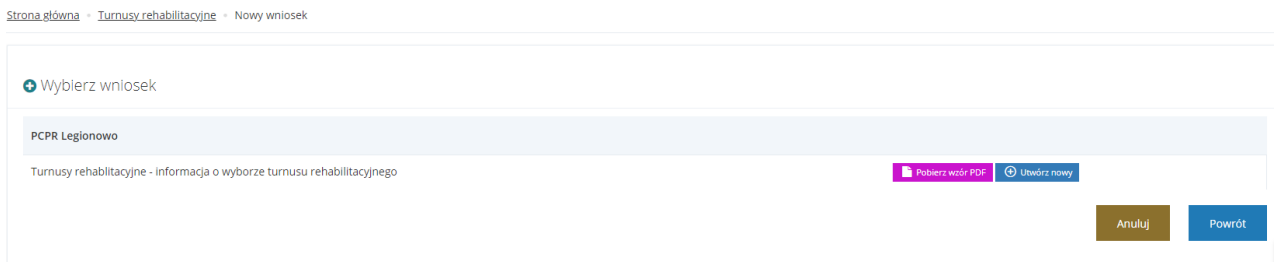 Strona główna Turnusy rehabilitacyjne Nowy wniosek
Wybierz wniosek
PCPR Legionowo
Turnusy rehablitacyjne - informacja o wyborze turnusu rehabilitacyjnego Pobierz wzór PDF Utwórz nowy
Anuluj Powrót